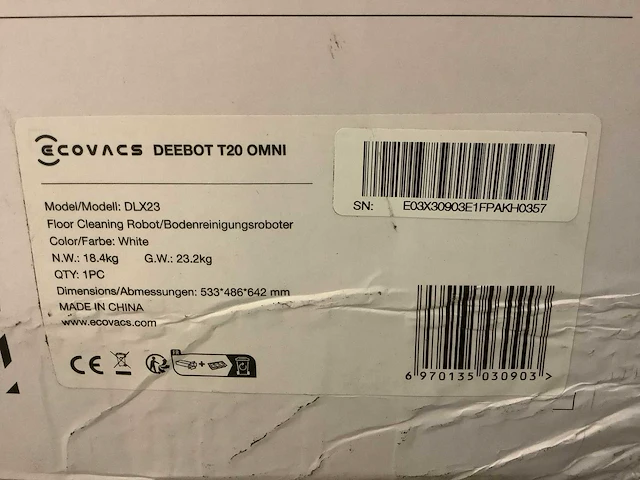 ECOVACS DEEBOT T20 OMNI
Model/Modell: DLX23
Floor Cleaning Robot/Bodenreinigungsroboter
Color/Farbe: White
N.W.: 18.4kg G.W.: 23.2kg
QTY: 1PC
Dimensions/Abmessungen: 533*486*642 mm
MADE IN CHINA
www.ecovacs.com
CE
SN: E03X30903E1FPAKH0357
6 970135 030903 >